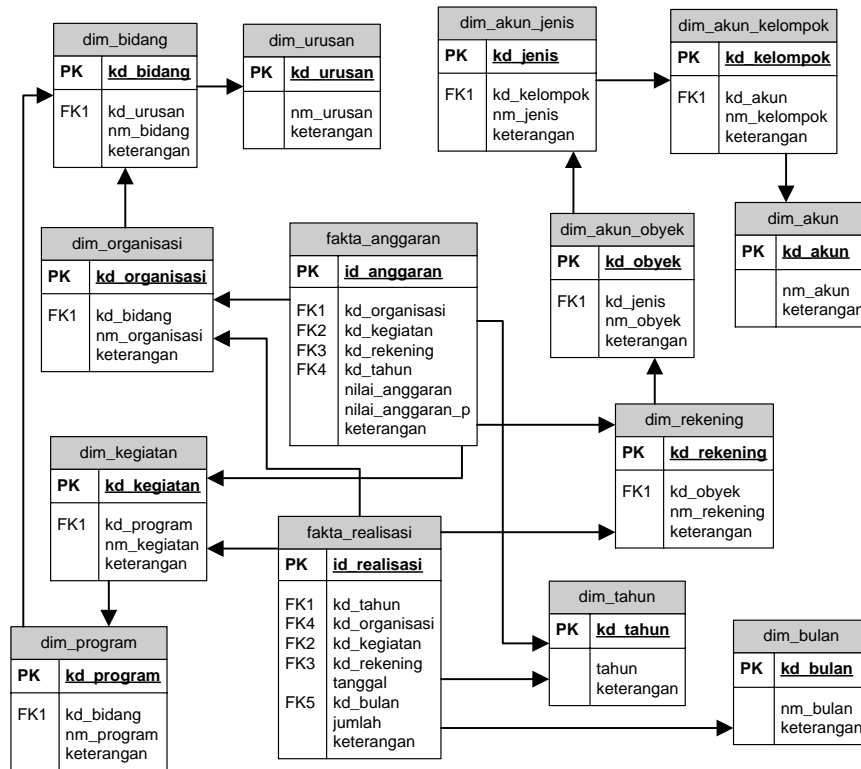 dim_bidang
PK kd_bidang
FK1 kd_urusan
nm_bidang
keterangan
dim_urusan
PK kd_urusan
nm_urusan
keterangan
dim_akun_jenis
PK kd_jenis
FK1 kd_kelompok
nm_jenis
keterangan
dim_akun_kelompok
PK kd_kelompok
FK1 kd_akun
nm_kelompok
keterangan
dim_organisasi
PK kd_organisasi
FK1 kd_bidang
nm_organisasi
keterangan
fakta_anggaran
PK id_anggaran
FK1 kd_organisasi
FK2 kd_kegiatan
FK3 kd_rekening
FK4 kd_tahun
nilai_anggaran
nilai_anggaran_p
keterangan
dim_akun_obyek
PK kd_obyek
FK1 kd_jenis
nm_obyek
keterangan
dim_akun
PK kd_akun
nm_akun
keterangan
dim_kegiatan
PK kd_kegiatan
FK1 kd_program
nm_kegiatan
keterangan
dim_rekening
PK kd_rekening
FK1 kd_obyek
nm_rekening
keterangan
fakta_realisasi
PK id_realisasi
FK1 kd_tahun
FK4 kd_organisasi
FK2 kd_kegiatan
FK3 kd_rekening
tanggal
FK5 kd_bulan
jumlah
keterangan
dim_tahun
PK kd_tahun
tahun
keterangan
dim_program
PK kd_program
FK1 kd_bidang
nm_program
keterangan
dim_bulan
PK kd_bulan
nm_bulan
keterangan